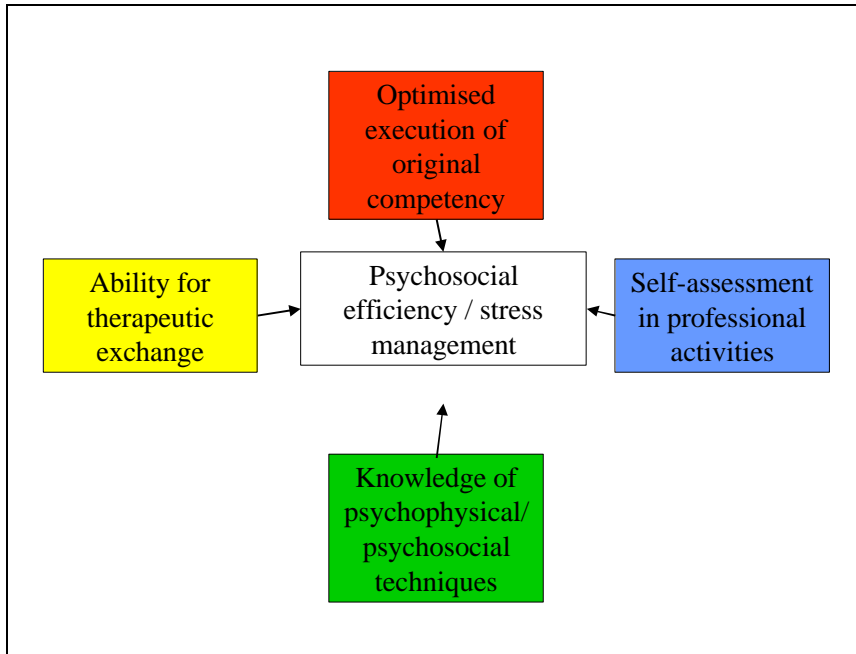 Optimised
execution of
original
competency
Ability for
therapeutic
exchange
Psychosocial
efficiency / stress
management
Self-assessment
in professional
activities
Knowledge of
psychophysical/
psychosocial
techniques